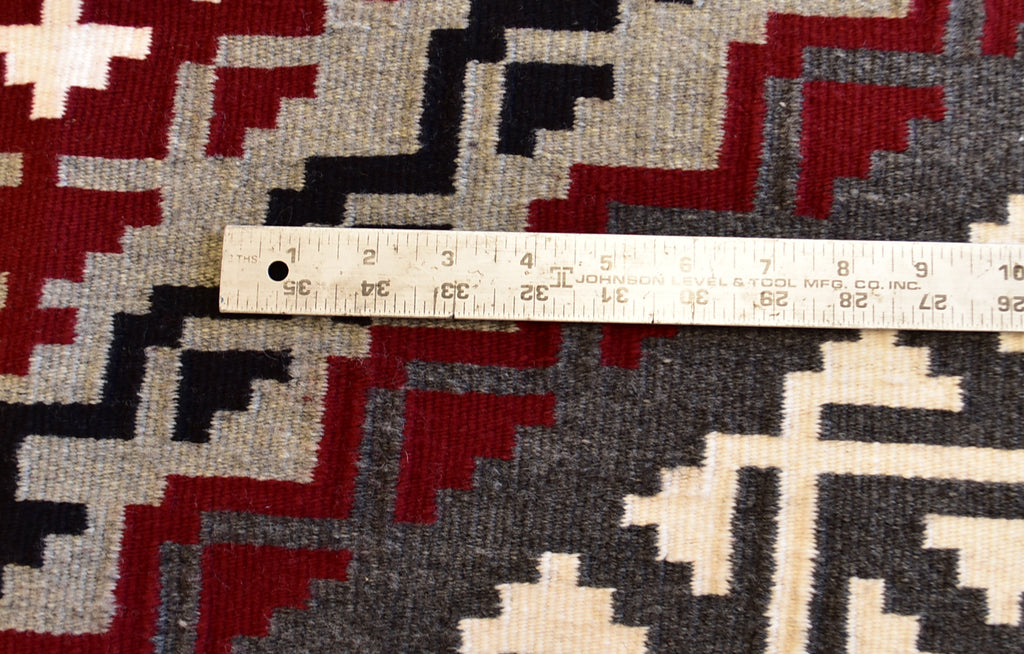 THS 1 2 3 4 5 6 7 8 9 10
JOHNSON LEVEL & TOOL MFG. CO. INC.
35 34 33 32 31 30 29 28 27 26